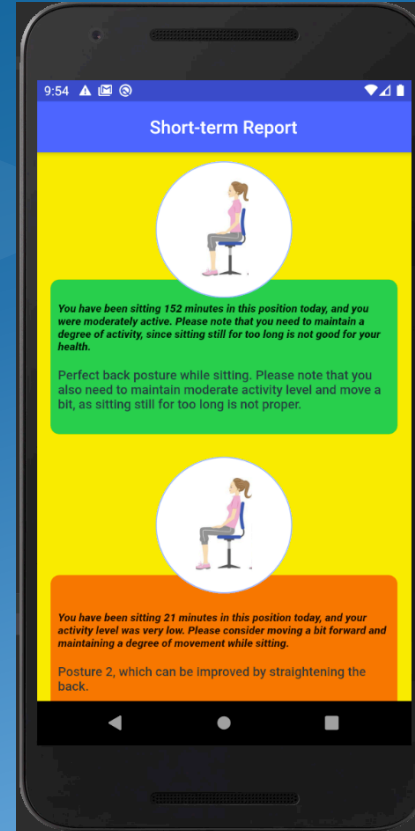 9:54
Short-term Report
You have been sitting 152 minutes in this position today, and you
were moderately active. Please note that you need to maintain a
degree of activity, since sitting still for too long is not good for your
health.
Perfect back posture while sitting. Please note that you
also need to maintain moderate activity level and move a
bit, as sitting still for too long is not proper.
You have been sitting 21 minutes in this position today, and your
activity level was very low. Please consider moving a bit forward and
maintaining a degree of movement while sitting.
Posture 2, which can be improved by straightening the
back.